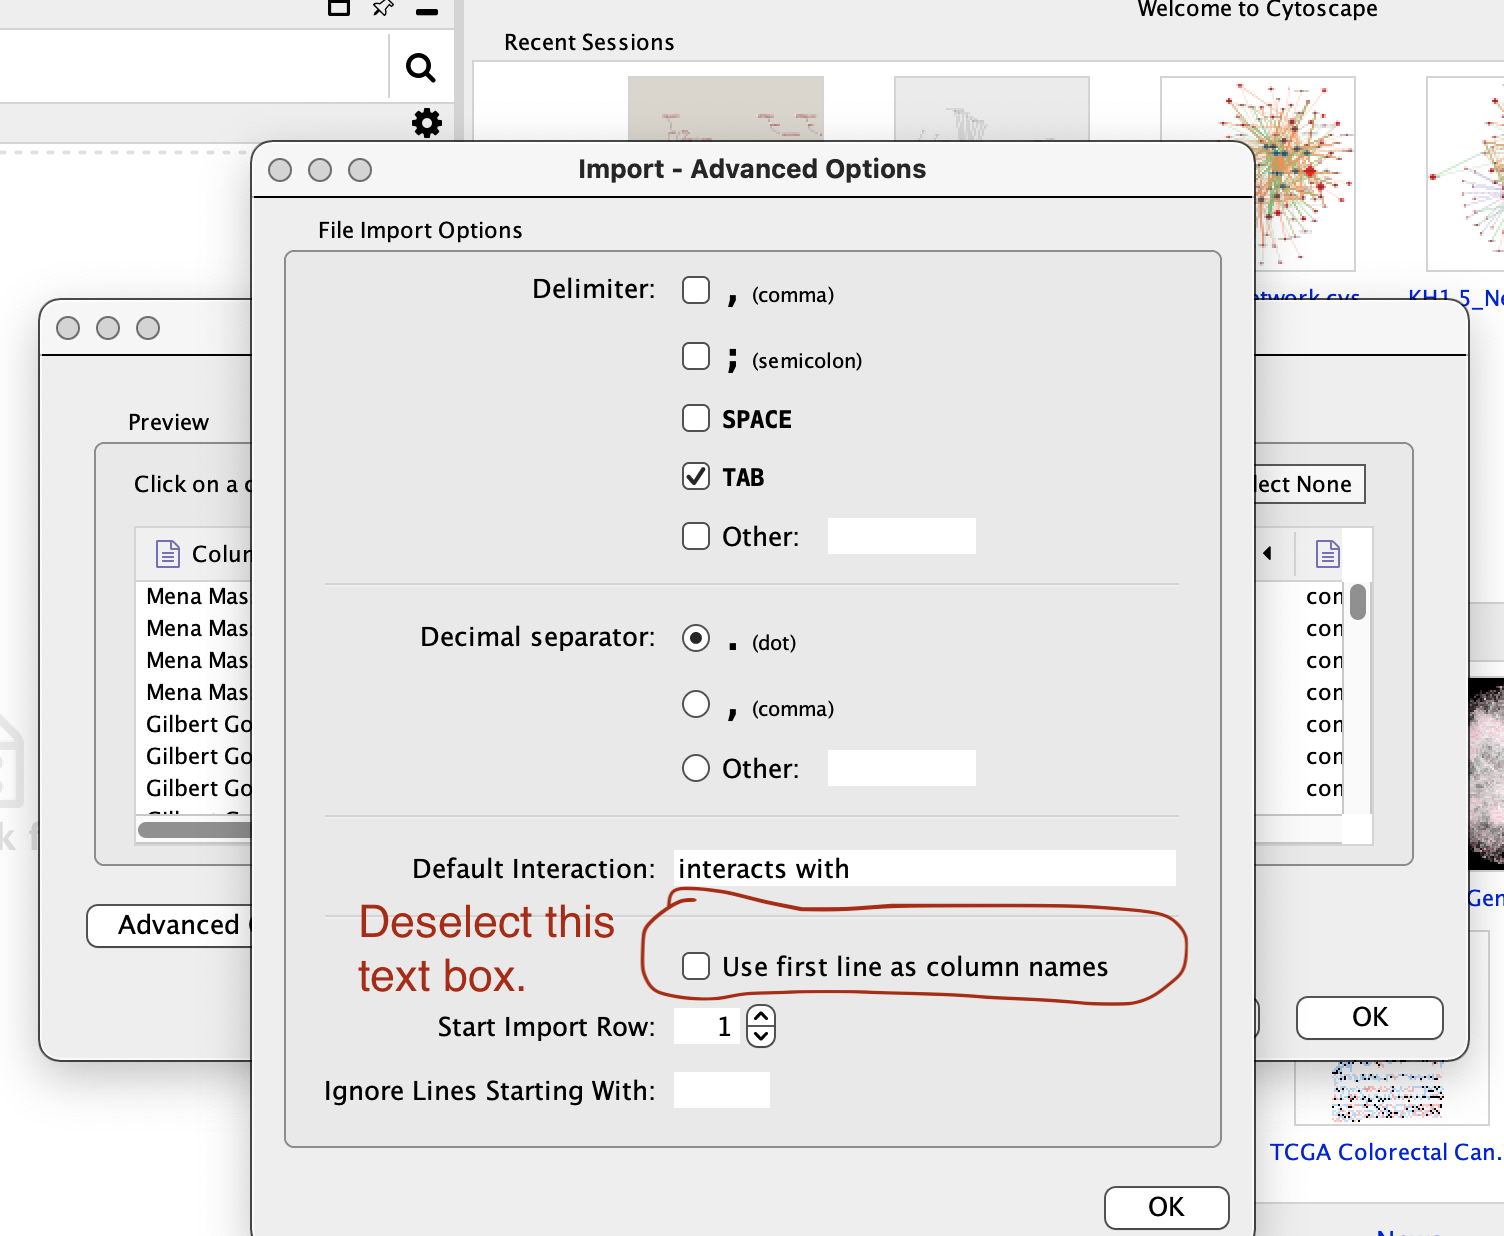 Welcome to Cytoscape
Recent Sessions
Import - Advanced Options
File Import Options
Delimiter:
, (comma)
; (semicolon)
SPACE
TAB
Other:
Decimal separator:
. (dot)
, (comma)
Other:
Default Interaction: interacts with
Deselect this
text box.
Use first line as column names
Start Import Row: 1
Ignore Lines Starting With:
OK
Preview
Click on a
Mena Mas
Mena Mas
Mena Mas
Mena Mas
Gilbert Go
Gilbert Go
Gilbert Go
Advanced
None
con
con
con
con
con
con
con
OK
KH1.5_Ne
Gen
TCGA Colorectal Can...